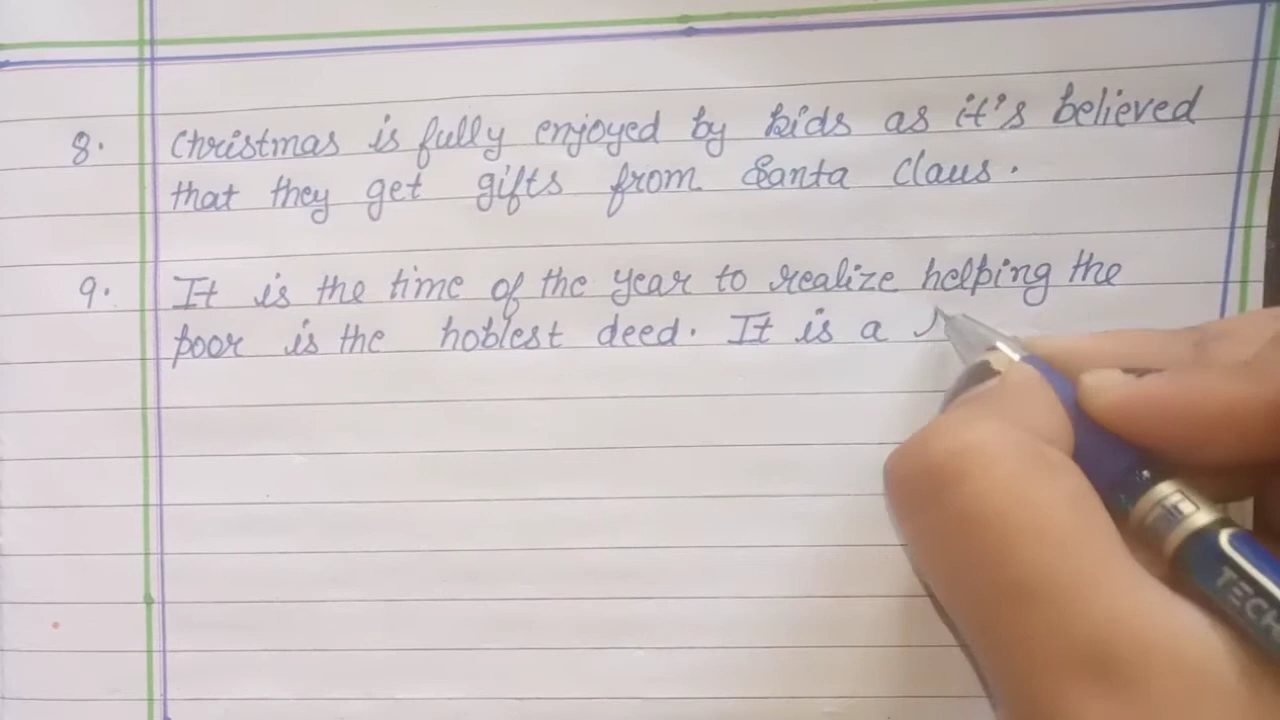 8. Christmas is fully enjoyed by kids as it's believed
that they get gifts from Santa Claus.
9. It is the time of the year to realize helping the
poor is the noblest deed. It is a
TECH